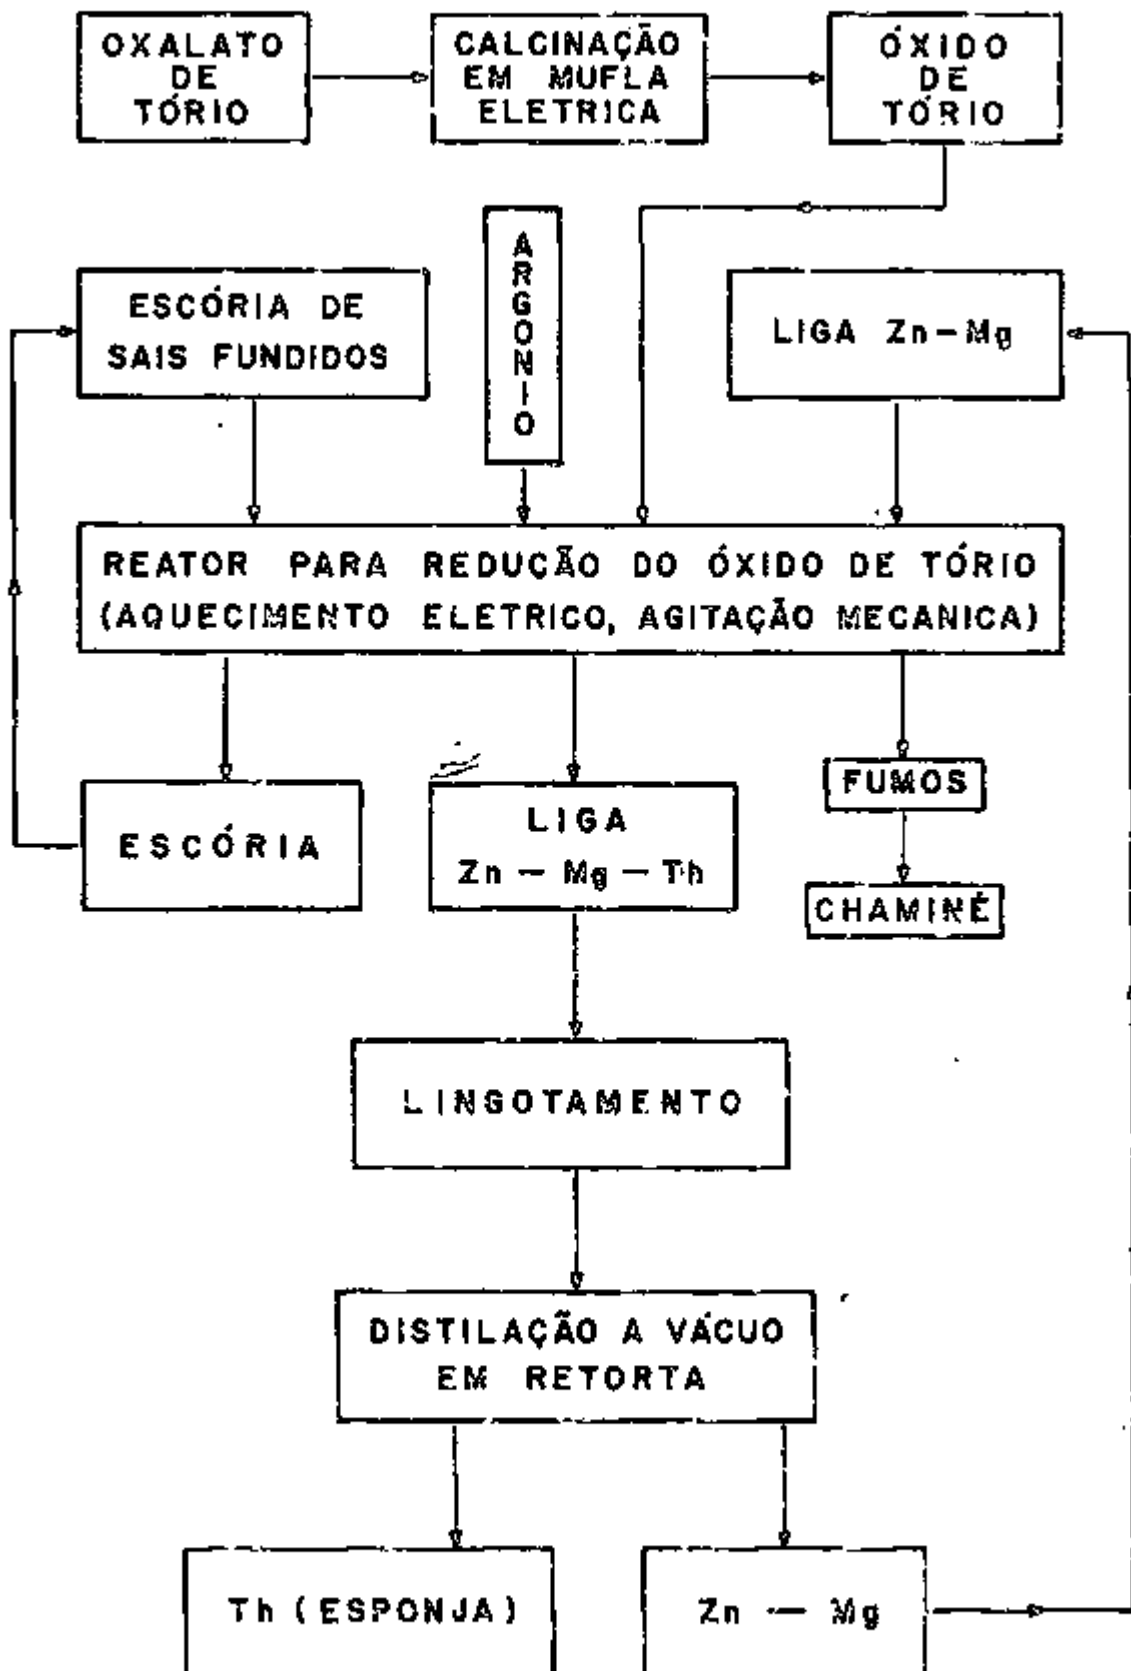 OXALATO
DE
TÓRIO
CALCINAÇÃO
EM MUFLA
ELETRICA
ÓXIDO
DE
TÓRIO
ESCÓRIA DE
SAIS FUNDIDOS
ARGONIO
LIGA Zn-Mg
REATOR PARA REDUÇÃO DO ÓXIDO DE TÓRIO
(AQUECIMENTO ELETRICO, AGITAÇÃO MECANICA)
ESCÓRIA
LIGA
Zn - Mg - Th
FUMOS
CHAMINÉ
LINGOTAMENTO
DISTILAÇÃO A VÁCUO
EM RETORTA
Th (ESPONJA)
Zn - Mg